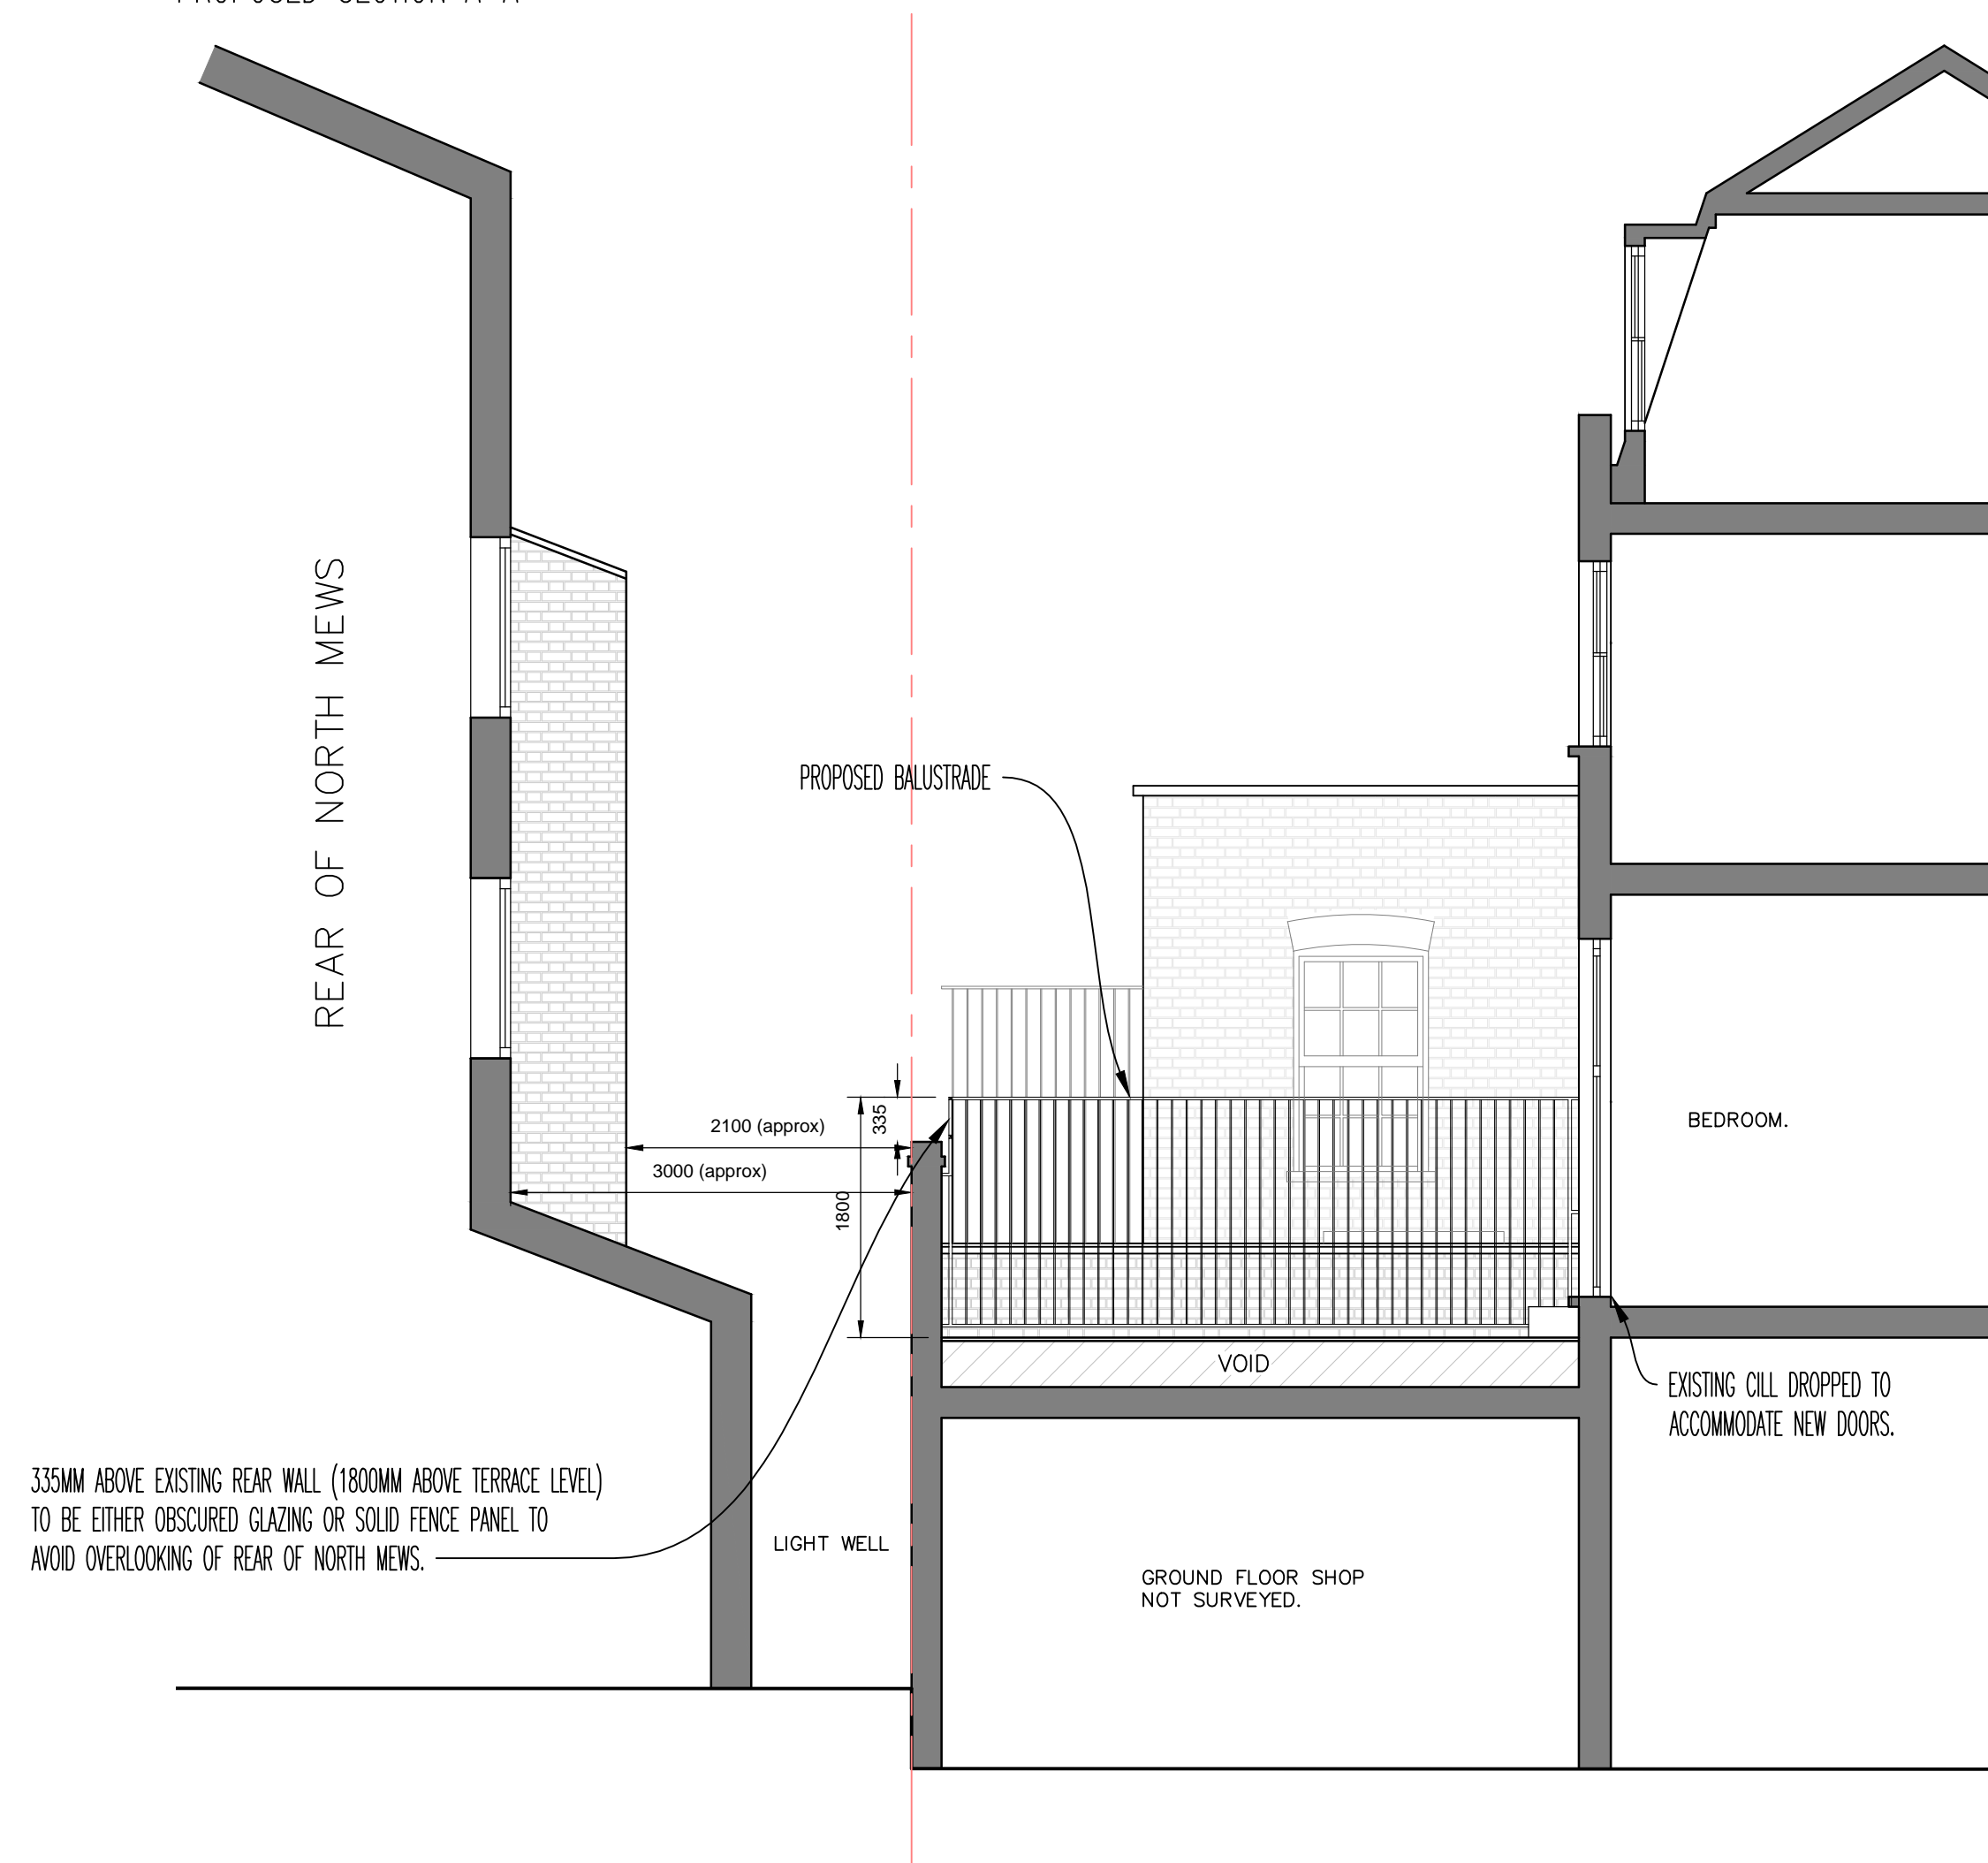 PROPOSED SECTION A-A
REAR OF NORTH MEWS
PROPOSED BALUSTRADE
335
2100 (approx)
BEDROOM.
3000 (approx)
1800
VOID
EXISTING CILL DROPPED TO
ACCOMMODATE NEW DOORS.
335MM ABOVE EXISTING REAR WALL (1800MM ABOVE TERRACE LEVEL)
TO BE EITHER OBSCURED GLAZING OR SOLID FENCE PANEL TO
AVOID OVERLOOKING OF REAR OF NORTH MEWS.
LIGHT WELL
GROUND FLOOR SHOP
NOT SURVEYED.